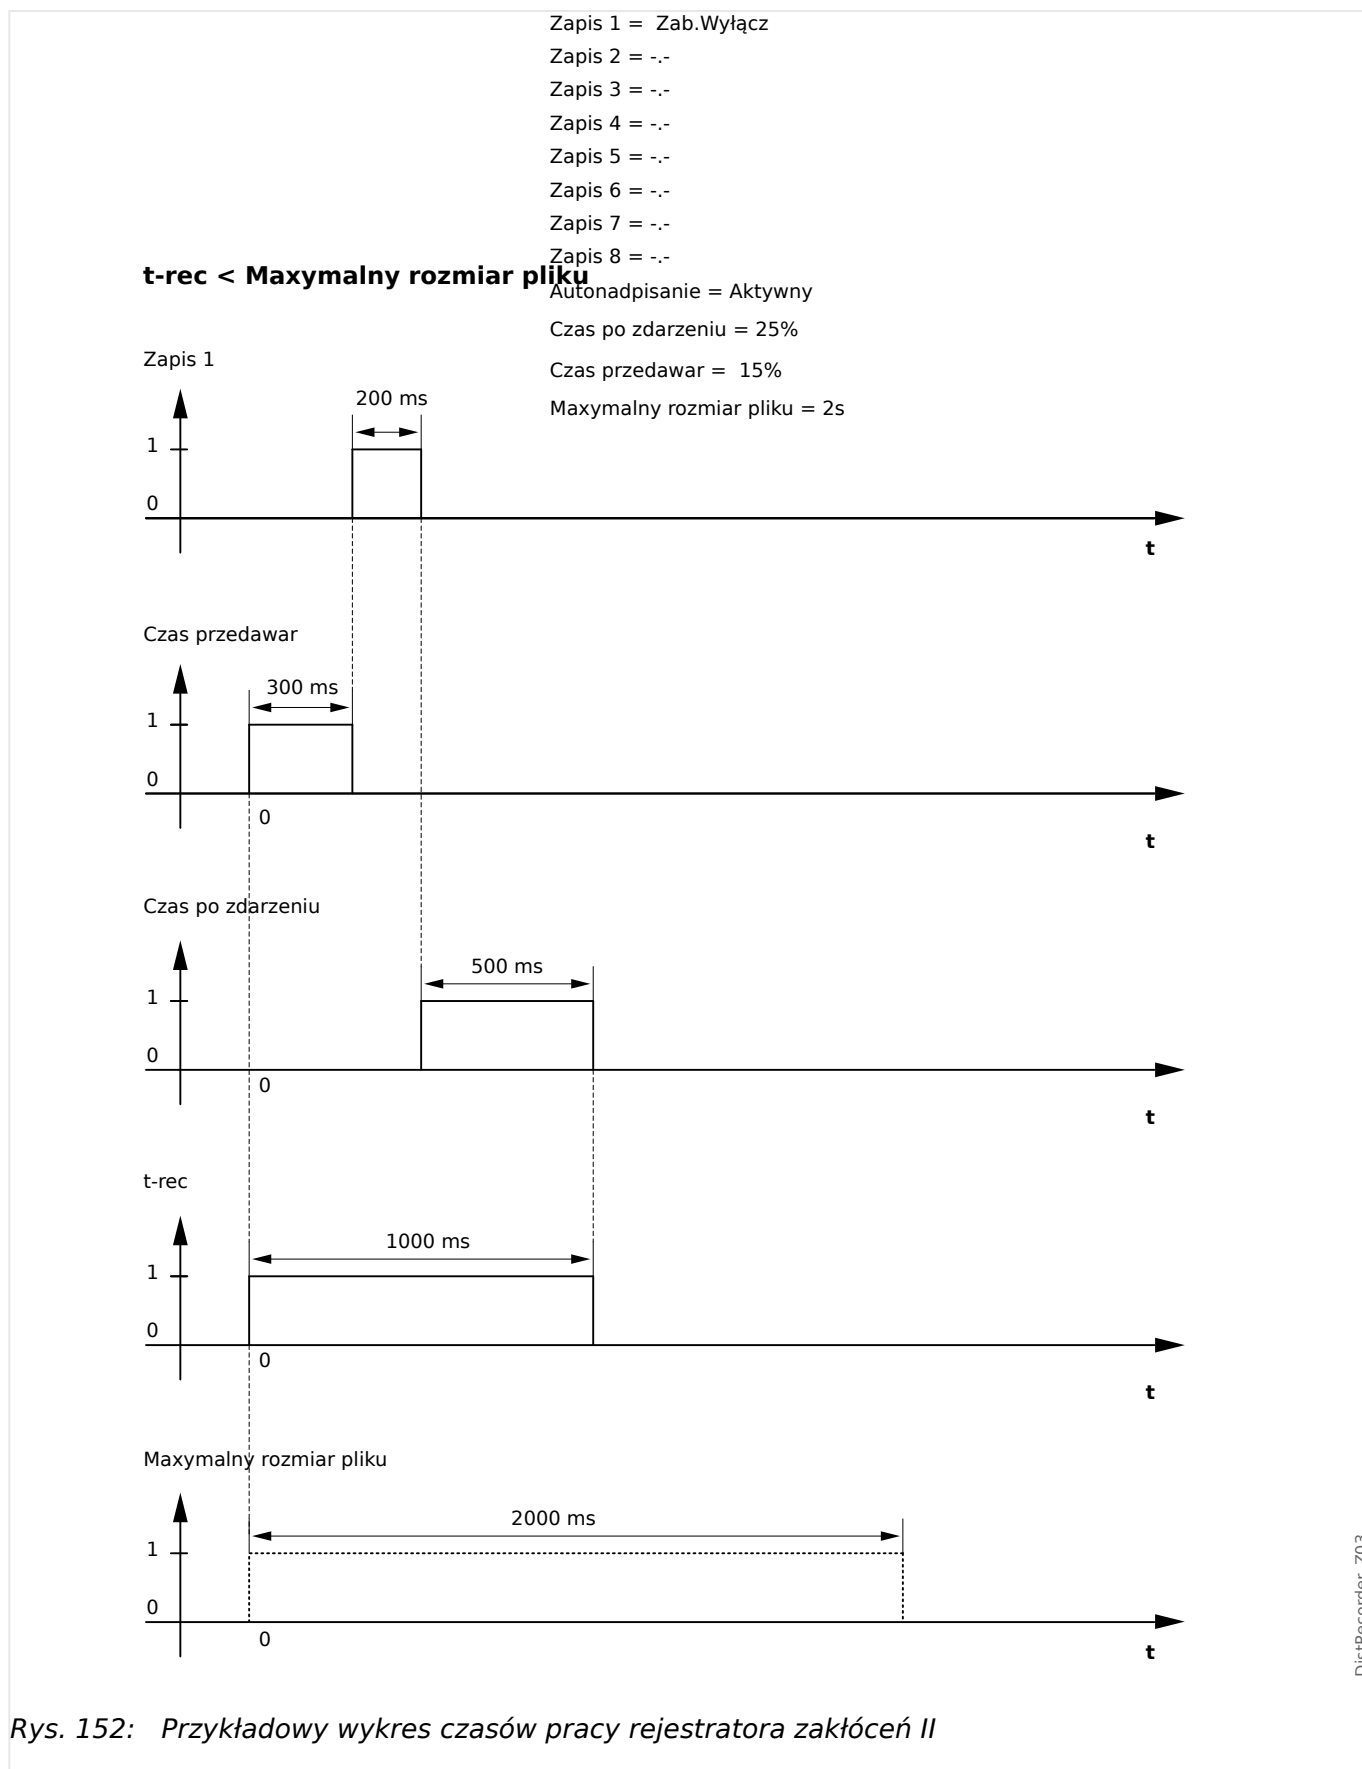 Zapis 1 =  Zab.Wyłącz
Zapis 2 = -.-
Zapis 3 = -.-
Zapis 4 = -.-
Zapis 5 = -.-
Zapis 6 = -.-
Zapis 7 = -.-
Zapis 8 = -.-
t-rec < Maxymalny rozmiar pliku
Autonadpisanie = Aktywny
Czas po zdarzeniu = 25%
Czas przedawar =  15%
Maxymalny rozmiar pliku = 2s
Zapis 1
200 ms
1
0
t
Czas przedawar
300 ms
1
0
0
t
Czas po zdarzeniu
500 ms
1
0
0
t
t-rec
1000 ms
1
0
0
t
Maxymalny rozmiar pliku
2000 ms
1
0
0
t
DistRecorder_Z03
Rys. 152: Przykładowy wykres czasów pracy rejestratora zakłóceń II